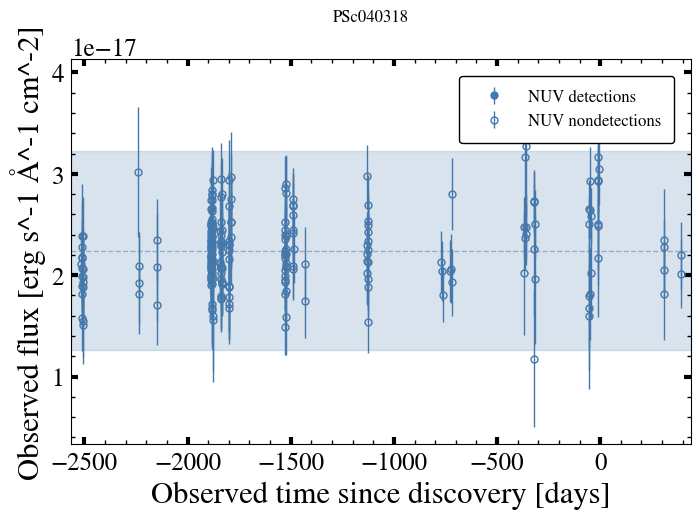 PSc040318
1e−17
NUV detections
NUV nondetections
4
3
2
1
Observed flux [erg s^-1 Å^-1 cm^-2]
−2500
−2000
−1500
−1000
−500
0
Observed time since discovery [days]